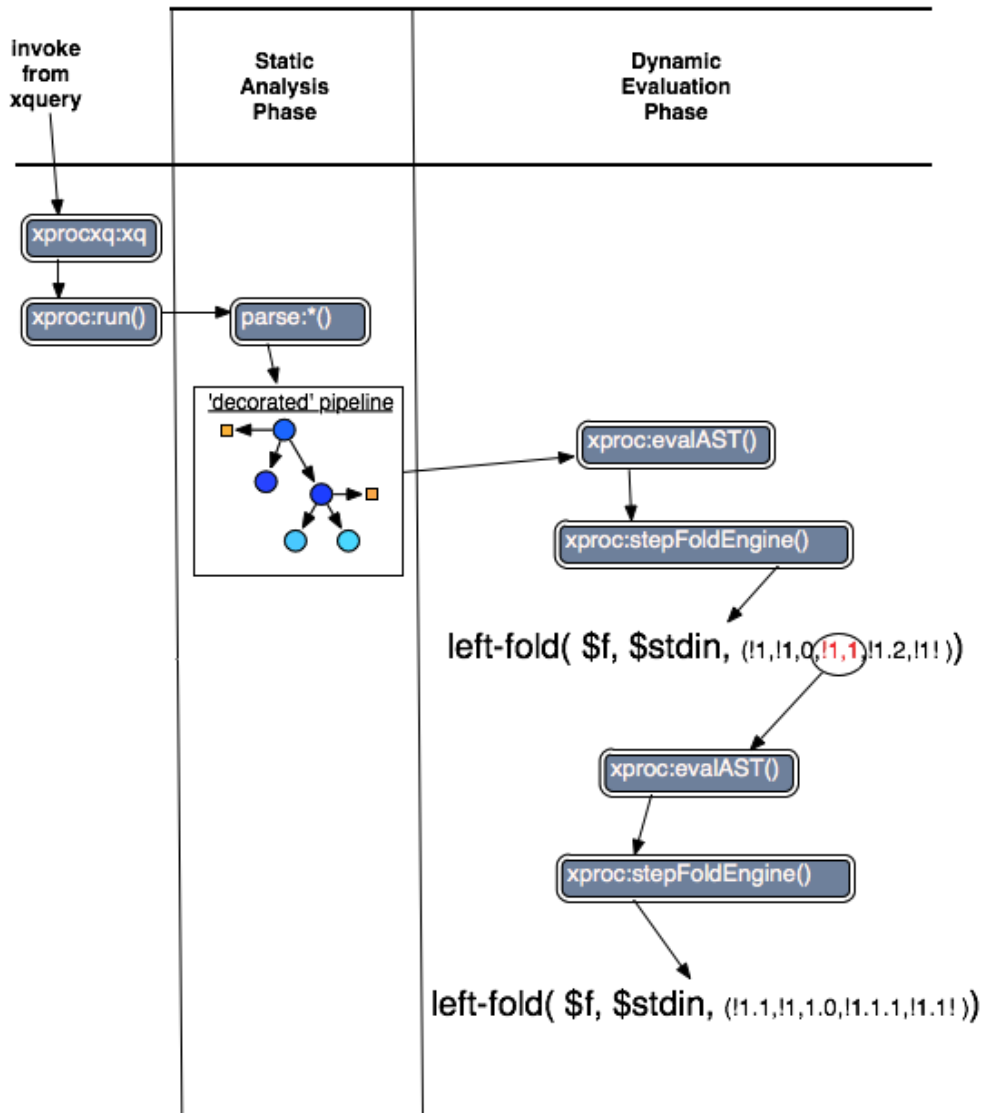 invoke
from
xquery
Static
Analysis
Phase
Dynamic
Evaluation
Phase
xprocxq:xq
xproc:run()
parse:*()
'decorated' pipeline
xproc:evalAST()
xproc:stepFoldEngine()
left-fold( $f, $stdin, (!1,!1,0,!1,1,!1.2,!1! ))
xproc:evalAST()
xproc:stepFoldEngine()
left-fold( $f, $stdin, (!1.1,!1,1.0,!1.1.1,!1.1! ))